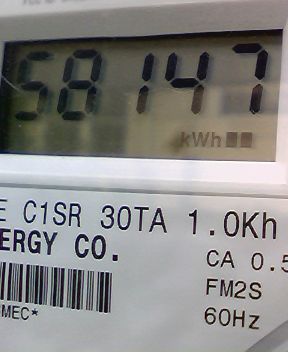 58147
kWh
E C1SR 30TA 1.0Kh
ERGY CO.
CA 0.5
FM2S
MEC*
60Hz